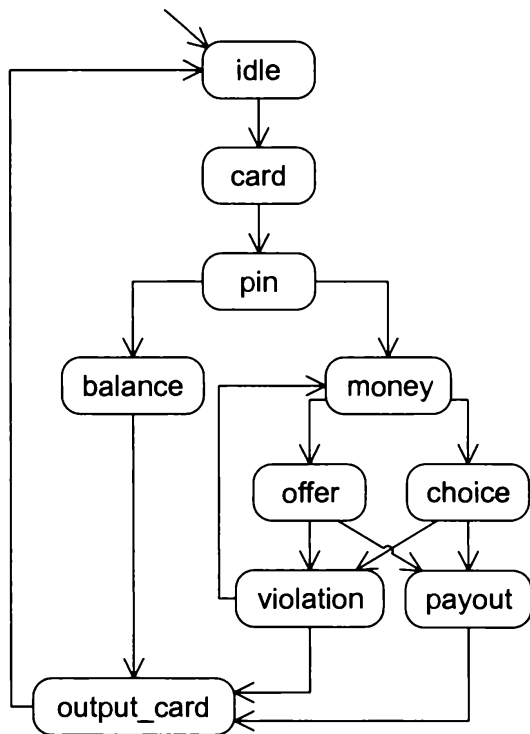 idle
card
pin
balance
money
offer
choice
violation
payout
output_card